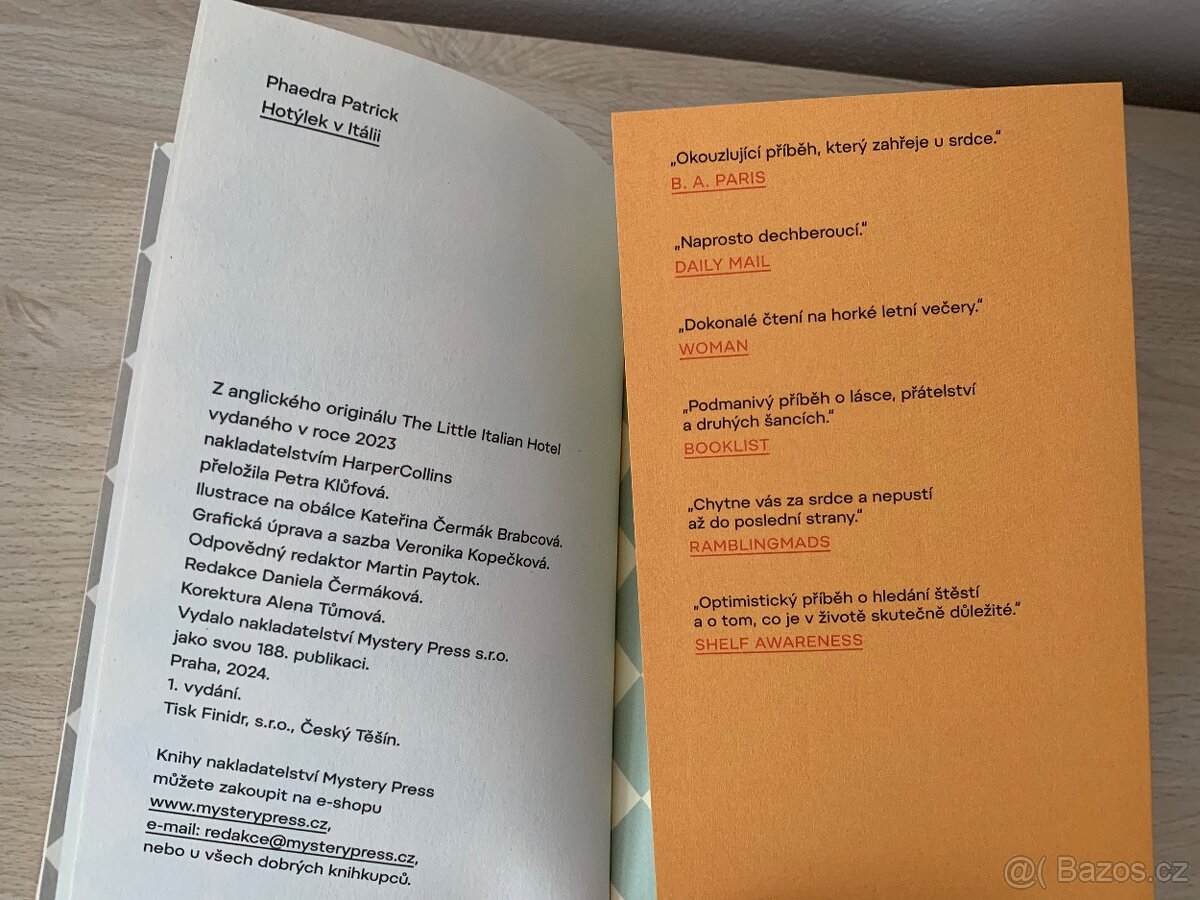 Phaedra Patrick
Hotýlek v Itálii
Z anglického originálu The Little Italian Hotel
vydaného v roce 2023
nakladatelstvím HarperCollins
přeložila Petra Klůfová.
Ilustrace na obálce Kateřina Čermák Brabcová.
Grafická úprava a sazba Veronika Kopečková.
Odpovědný redaktor Martin Paytok.
Redakce Daniela Čermáková.
Korektura Alena Tůmová.
Vydalo nakladatelství Mystery Press s.r.o.
jako svou 188. publikaci.
Praha, 2024.
1. vydání.
Tisk Finidr, s.r.o., Český Těšín.
Knihy nakladatelství Mystery Press
můžete zakoupit na e-shopu
www.mysterypress.cz,
e-mail: redakce@mysterypress.cz,
nebo u všech dobrých knihkupců.
„Okouzlující příběh, který zahřeje u srdce.“
B. A. PARIS
„Naprosto dechberoucí.“
DAILY MAIL
„Dokonalé čtení na horké letní večery.“
WOMAN
„Podmanivý příběh o lásce, přátelství
a druhých šancích.“
BOOKLIST
„Chytne vás za srdce a nepustí
až do poslední strany.“
RAMBLINGMADS
„Optimistický příběh o hledání štěstí
a o tom, co je v životě skutečně důležité.“
SHELF AWARENESS
@( Bazos.cz